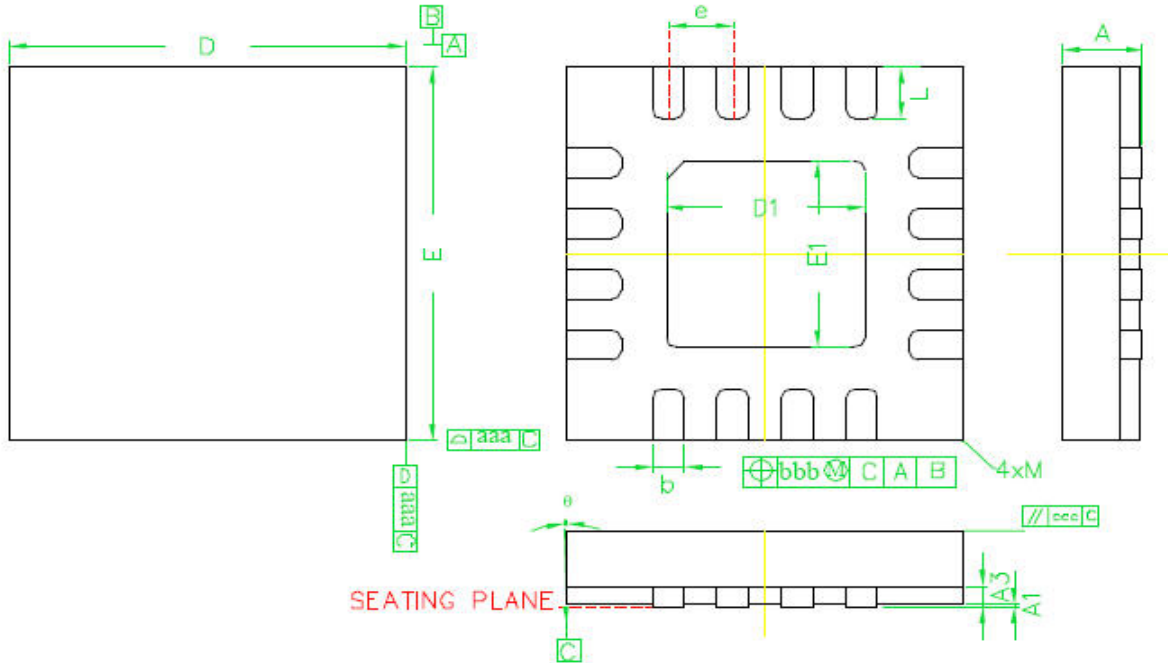 B
D
A
e
A
L
D1
E
E1
aaa C
aaa C
b
bbb M C A B
4xM
θ
// ccc C
SEATING PLANE
A3
A1
C